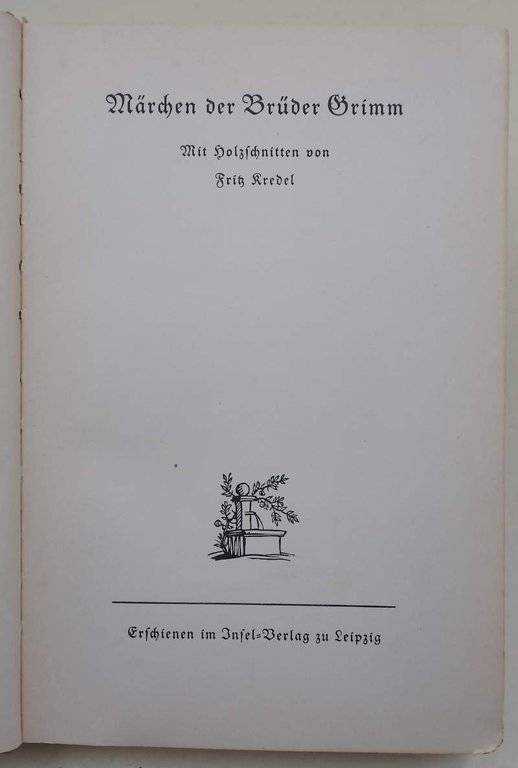 Märchen der Brüder Grimm
Mit Holzſchnitten von
Fritz Kredel
Erſchienen im Inſel=Verlag zu Leipzig